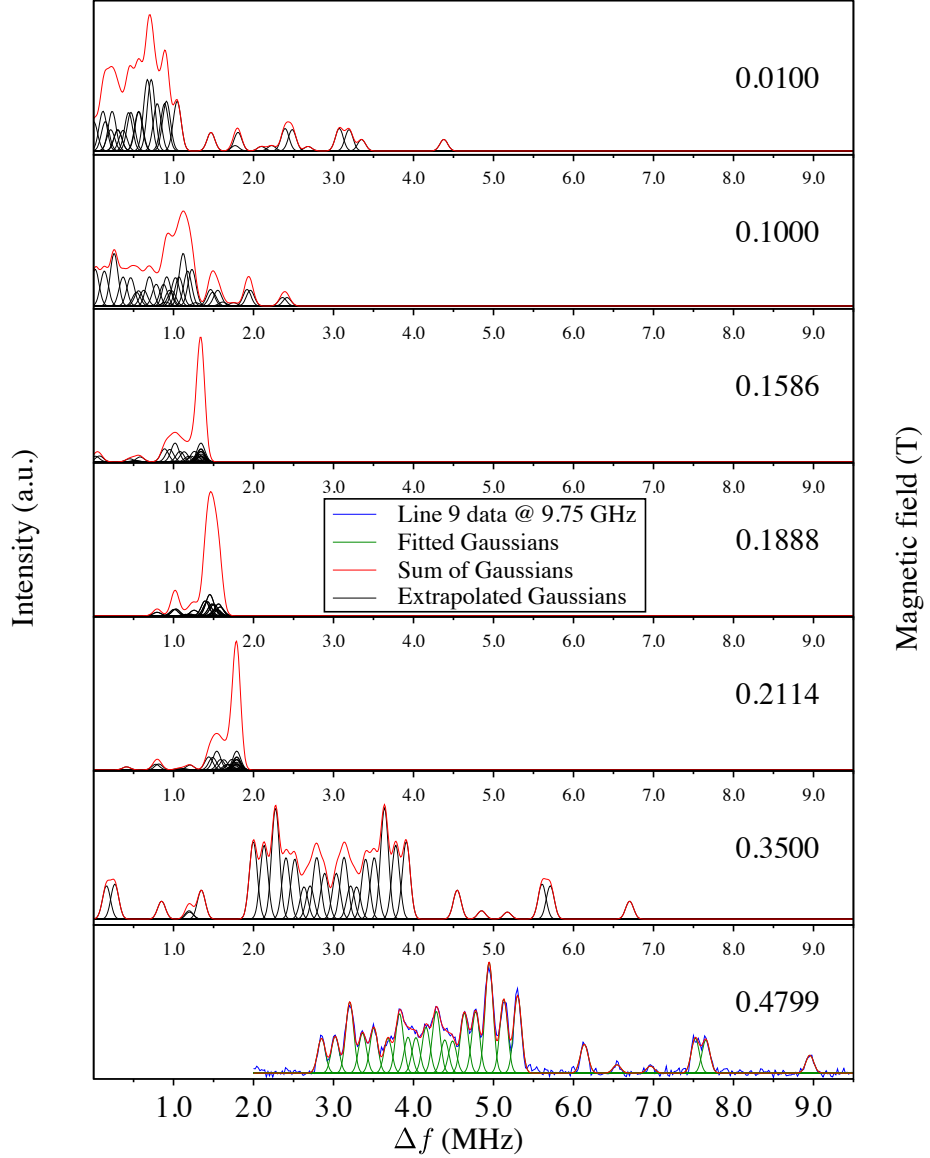 0.0100
1.0 2.0 3.0 4.0 5.0 6.0 7.0 8.0 9.0
0.1000
1.0 2.0 3.0 4.0 5.0 6.0 7.0 8.0 9.0
0.1586
1.0 2.0 3.0 4.0 5.0 6.0 7.0 8.0 9.0
Line 9 data @ 9.75 GHz
Fitted Gaussians
Sum of Gaussians
Extrapolated Gaussians
0.1888
1.0 2.0 3.0 4.0 5.0 6.0 7.0 8.0 9.0
0.2114
1.0 2.0 3.0 4.0 5.0 6.0 7.0 8.0 9.0
0.3500
1.0 2.0 3.0 4.0 5.0 6.0 7.0 8.0 9.0
0.4799
1.0 2.0 3.0 4.0 5.0 6.0 7.0 8.0 9.0
Δf (MHz)
Intensity (a.u.)
Magnetic field (T)